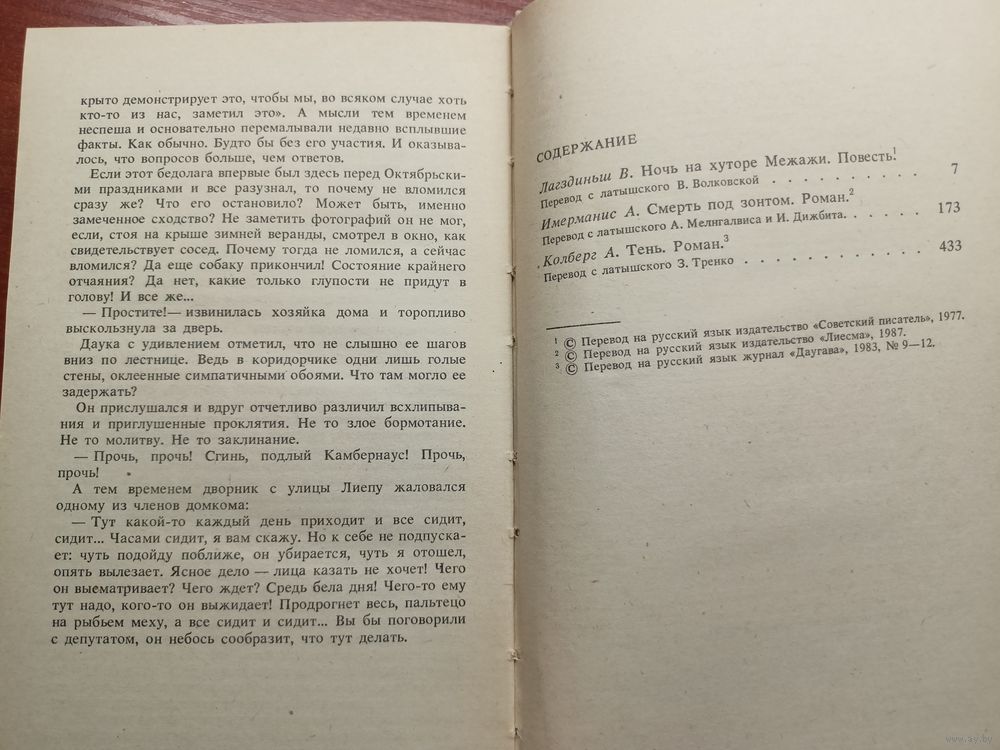 крыто демонстрирует это, чтобы мы, во всяком случае хоть
кто-то из нас, заметил это». А мысли тем временем
неспеша и основательно перемалывали недавно всплывшие
факты. Как обычно. Будто бы без его участия. И оказыва-
лось, что вопросов больше, чем ответов.
Если этот бедолага впервые был здесь перед Октябрьски-
ми праздниками и все разузнал, то почему не вломился
сразу же? Что его остановило? Может быть, именно
замеченное сходство? Не заметить фотографий он не мог,
если, стоя на крыше зимней веранды, смотрел в окно, как
свидетельствует сосед. Почему тогда не ломился, а сейчас
вломился? Да еще собаку прикончил! Состояние крайнего
отчаяния? Да нет, какие только глупости не придут в
голову! И все же...
— Простите!— извинилась хозяйка дома и торопливо
выскользнула за дверь.
Даука с удивлением отметил, что не слышно ее шагов
вниз по лестнице. Ведь в коридорчике одни лишь голые
стены, оклеенные симпатичными обоями. Что там могло ее
задержать?
Он прислушался и вдруг отчетливо различил всхлипыва-
ния и приглушенные проклятия. Не то злое бормотание.
Не то молитву. Не то заклинание.
— Прочь, прочь! Сгинь, подлый Камбернаус! Прочь,
прочь!
А тем временем дворник с улицы Лиепу жаловался
одному из членов домкома:
— Тут какой-то каждый день приходит и все сидит,
сидит... Часами сидит, я вам скажу. Но к себе не подпуска-
ет: чуть подойду поближе, он убирается, чуть я отошел,
опять вылезает. Ясное дело — лица казать не хочет! Чего
он высматривает? Чего ждет? Средь бела дня! Чего-то ему
тут надо, кого-то он выжидает! Продрогнет весь, пальтецо
на рыбьем меху, а все сидит и сидит... Вы бы поговорили
с депутатом, он небось сообразит, что тут делать.
СОДЕРЖАНИЕ
Лагздиньш В. Ночь на хуторе Межажи. Повесть.¹
Перевод с латышского В. Волковской . . . . . . . . . 7
Имерманис А. Смерть под зонтом. Роман.²
Перевод с латышского А. Мелнгалвиса и И. Дижбита. . . . . . 173
Колберг А. Тень. Роман.³
Перевод с латышского З. Тренко . . . . . . . . . . . 433
¹ © Перевод на русский язык издательство «Советский писатель», 1977.
² © Перевод на русский язык издательство «Лиесма», 1987.
³ © Перевод на русский язык журнал «Даугава», 1983, № 9—12.
www.ay.by